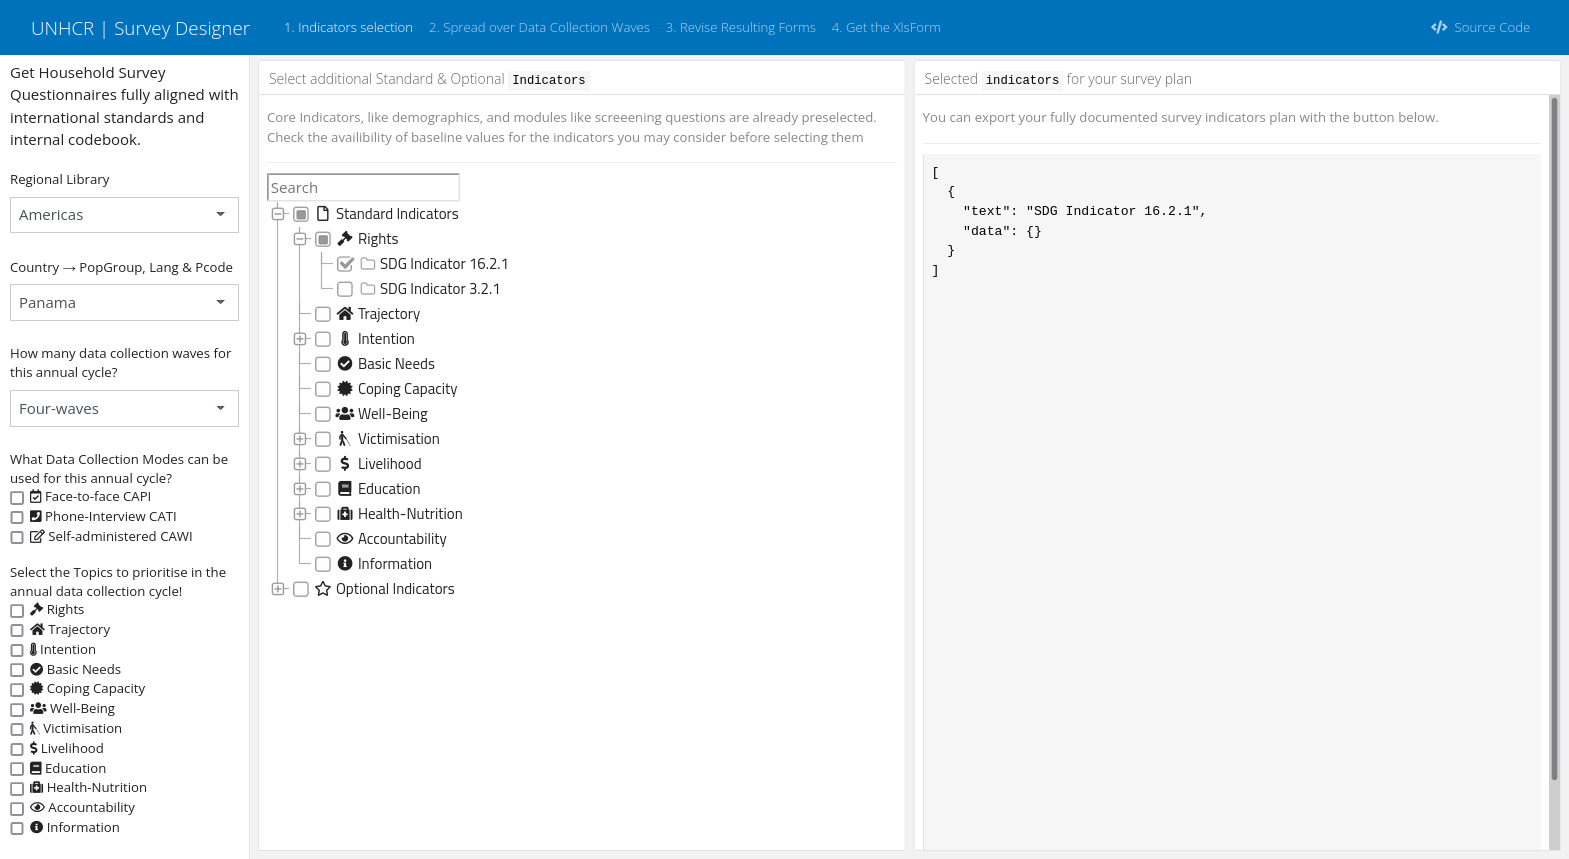 UNHCR | Survey Designer
1. Indicators selection
2. Spread over Data Collection Waves
3. Revise Resulting Forms
4. Get the XlsForm
Source Code
Get Household Survey
Questionnaires fully aligned with
international standards and
internal codebook.
Regional Library
Americas
Country → PopGroup, Lang & Pcode
Panama
How many data collection waves for
this annual cycle?
Four-waves
What Data Collection Modes can be
used for this annual cycle?
Face-to-face CAPI
Phone-Interview CATI
Self-administered CAWI
Select the Topics to prioritise in the
annual data collection cycle!
Rights
Trajectory
Intention
Basic Needs
Coping Capacity
Well-Being
Victimisation
Livelihood
Education
Health-Nutrition
Accountability
Information
Select additional Standard & Optional Indicators
Core Indicators, like demographics, and modules like screeening questions are already preselected.
Check the availibility of baseline values for the indicators you may consider before selecting them
Search
Standard Indicators
Rights
SDG Indicator 16.2.1
SDG Indicator 3.2.1
Trajectory
Intention
Basic Needs
Coping Capacity
Well-Being
Victimisation
Livelihood
Education
Health-Nutrition
Accountability
Information
Optional Indicators
Selected indicators for your survey plan
You can export your fully documented survey indicators plan with the button below.
[
{
"text": "SDG Indicator 16.2.1",
"data": {}
}
]